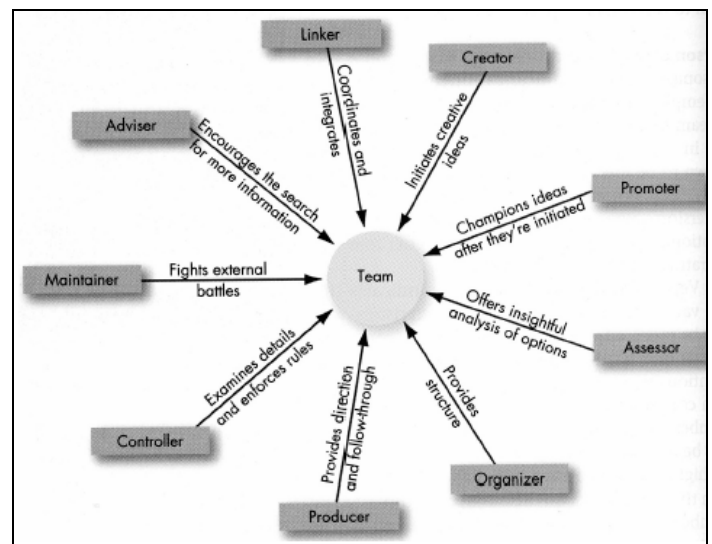 Linker
Coordinates and
integrates
Creator
Initiates creative
ideas
Adviser
Encourages the search
for more information
Promoter
Champions ideas
after they're initiated
Team
Maintainer
Fights external
battles
Offers insightful
analysis of options
Assessor
Examines details
and enforces rules
Controller
Provides direction
and follow-through
Producer
Provides
structure
Organizer